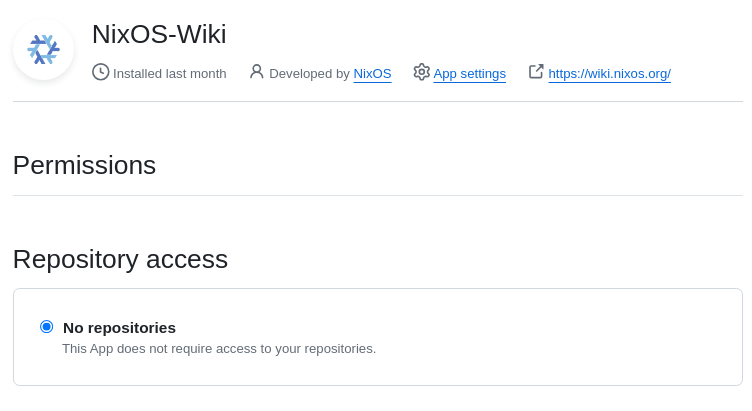 NixOS-Wiki
Installed last month Developed by NixOS App settings https://wiki.nixos.org/
Permissions
Repository access
No repositories
This App does not require access to your repositories.